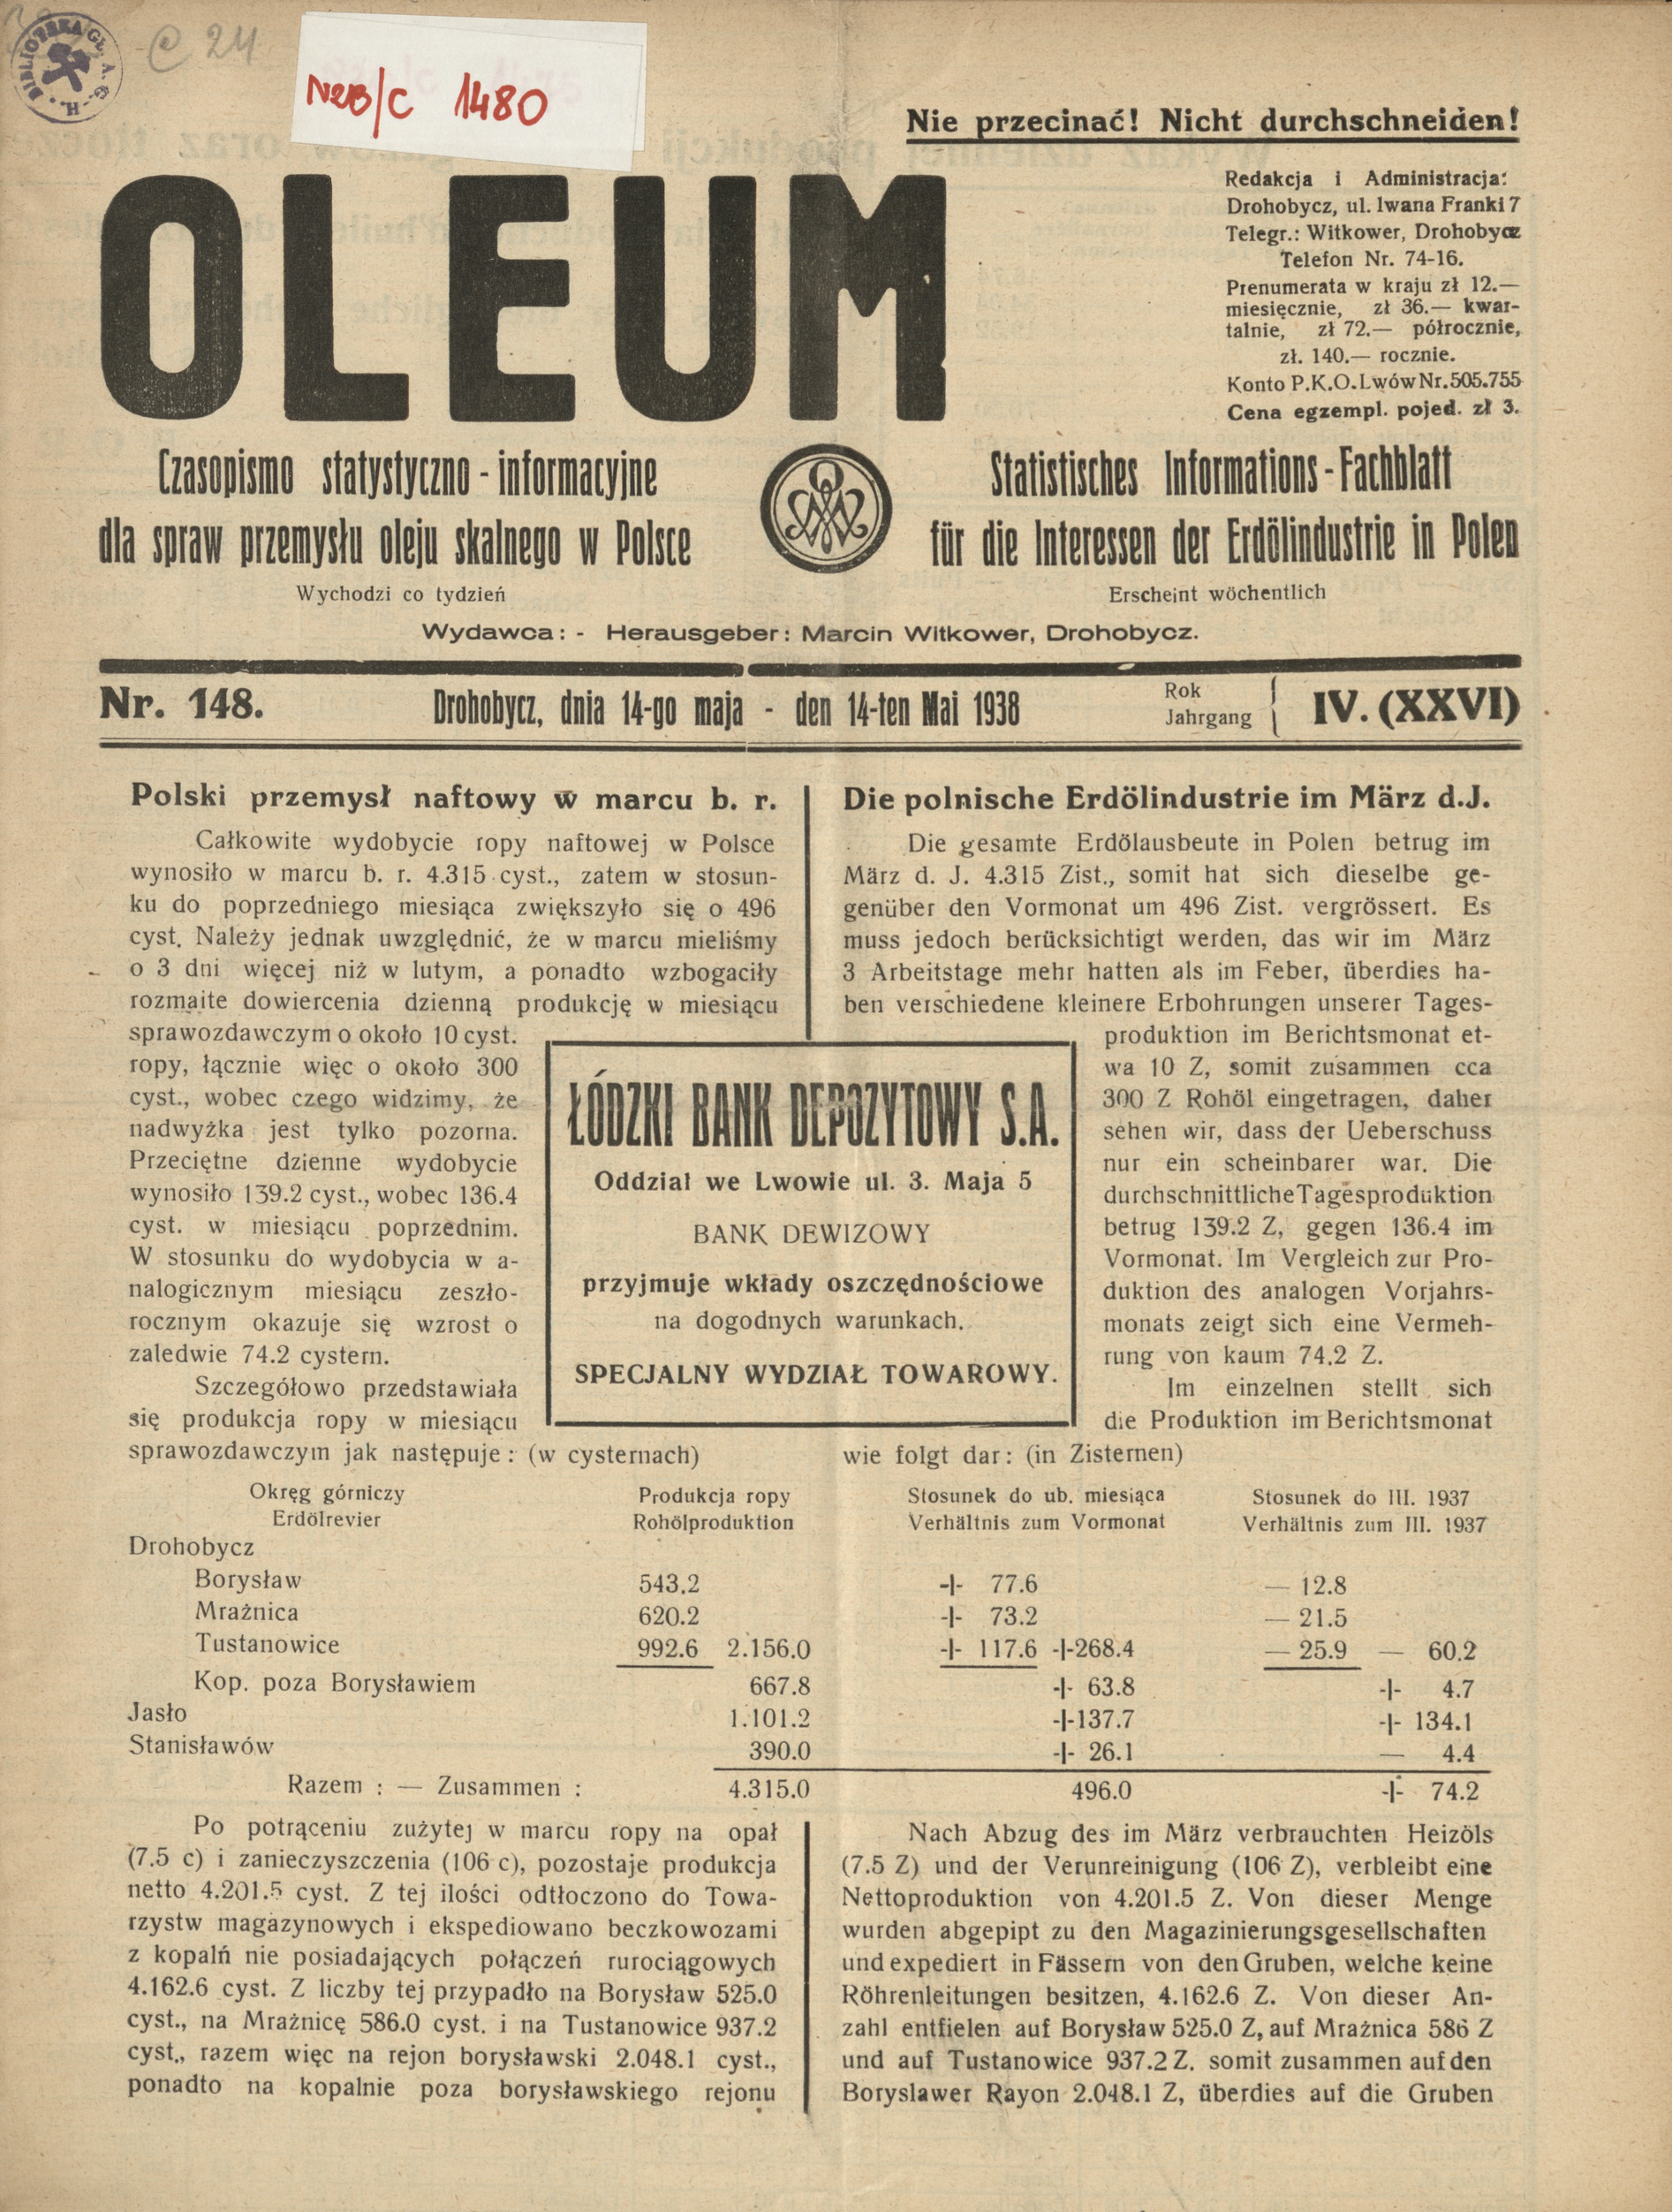 BIBLIOTEKA GŁ. A. G. H.
C 24
N2B/C 1480
Nie przecinać! Nicht durchschneiden!
OLEUM
Redakcja i Administracja:
Drohobycz, ul. Iwana Franki 7
Telegr.: Witkower, Drohobycz
Telefon Nr. 74-16.
Prenumerata w kraju zł 12.—
miesięcznie, zł 36.— kwar-
talnie, zł 72.— półrocznie,
zł. 140.— rocznie.
Konto P.K.O. Lwów Nr. 505.755
Cena egzempl. pojed. zł 3.
Czasopismo statystyczno - informacyjne
dla spraw przemysłu oleju skalnego w Polsce
Wychodzi co tydzień
Statistisches Informations - Fachblatt
für die Interessen der Erdölindustrie in Polen
Erscheint wöchentlich
Wydawca: - Herausgeber: Marcin Witkower, Drohobycz.
Nr. 148. Drohobycz, dnia 14-go maja - den 14-ten Mai 1938 Rok Jahrgang IV. (XXVI)
Polski przemysł naftowy w marcu b. r.
Całkowite wydobycie ropy naftowej w Polsce
wynosiło w marcu b. r. 4.315 cyst., zatem w stosun-
ku do poprzedniego miesiąca zwiększyło się o 496
cyst. Należy jednak uwzględnić, że w marcu mieliśmy
o 3 dni więcej niż w lutym, a ponadto wzbogaciły
rozmaite dowiercenia dzienną produkcję w miesiącu
sprawozdawczym o około 10 cyst.
ropy, łącznie więc o około 300
cyst., wobec czego widzimy, że
nadwyżka jest tylko pozorna.
Przeciętne dzienne wydobycie
wynosiło 139.2 cyst., wobec 136.4
cyst. w miesiącu poprzednim.
W stosunku do wydobycia w a-
nalogicznym miesiącu zeszło-
rocznym okazuje się wzrost o
zaledwie 74.2 cystern.
Szczegółowo przedstawiała
się produkcja ropy w miesiącu
sprawozdawczym jak następuje: (w cysternach)
ŁÓDZKI BANK DEPOZYTOWY S.A.
Oddział we Lwowie ul. 3. Maja 5
BANK DEWIZOWY
przyjmuje wkłady oszczędnościowe
na dogodnych warunkach.
SPECJALNY WYDZIAŁ TOWAROWY.
Die polnische Erdölindustrie im März d.J.
Die gesamte Erdölausbeute in Polen betrug im
März d. J. 4.315 Zist., somit hat sich dieselbe ge-
genüber den Vormonat um 496 Zist. vergrössert. Es
muss jedoch berücksichtigt werden, das wir im März
3 Arbeitstage mehr hatten als im Feber, überdies ha-
ben verschiedene kleinere Erbohrungen unserer Tages-
produktion im Berichtsmonat et-
wa 10 Z, somit zusammen cca
300 Z Rohöl eingetragen, daher
sehen wir, dass der Ueberschuss
nur ein scheinbarer war. Die
durchschnittliche Tagesproduktion
betrug 139.2 Z, gegen 136.4 im
Vormonat. Im Vergleich zur Pro-
duktion des analogen Vorjahrs-
monats zeigt sich eine Vermeh-
rung von kaum 74.2 Z.
Im einzelnen stellt sich
die Produktion im Berichtsmonat
wie folgt dar: (in Zisternen)
Okręg górniczy Produkcja ropy Stosunek do ub. miesiąca Stosunek do III. 1937
Erdölrevier Rohölproduktion Verhältnis zum Vormonat Verhältnis zum III. 1937
Drohobycz
Borysław 543.2 + 77.6 — 12.8
Mraźnica 620.2 + 73.2 — 21.5
Tustanowice 992.6 2.156.0 + 117.6 +268.4 — 25.9 — 60.2
Kop. poza Borysławiem 667.8 + 63.8 + 4.7
Jasło 1.101.2 +137.7 + 134.1
Stanisławów 390.0 + 26.1 — 4.4
Razem : — Zusammen : 4.315.0 496.0 + 74.2
Po potrąceniu zużytej w marcu ropy na opał
(7.5 c) i zanieczyszczenia (106 c), pozostaje produkcja
netto 4.201.5 cyst. Z tej ilości odtłoczono do Towa-
rzystw magazynowych i ekspediowano beczkowozami
z kopalń nie posiadających połączeń rurociągowych
4.162.6 cyst. Z liczby tej przypadło na Borysław 525.0
cyst., na Mraźnicę 586.0 cyst. i na Tustanowice 937.2
cyst., razem więc na rejon borysławski 2.048.1 cyst.,
ponadto na kopalnie poza borysławskiego rejonu
Nach Abzug des im März verbrauchten Heizöls
(7.5 Z) und der Verunreinigung (106 Z), verbleibt eine
Nettoproduktion von 4.201.5 Z. Von dieser Menge
wurden abgepipt zu den Magazinierungsgesellschaften
und expediert in Fässern von den Gruben, welche keine
Röhrenleitungen besitzen, 4.162.6 Z. Von dieser An-
zahl entfielen auf Borysław 525.0 Z, auf Mraźnica 586 Z
und auf Tustanowice 937.2 Z. somit zusammen auf den
Boryslawer Rayon 2.048.1 Z, überdies auf die Gruben